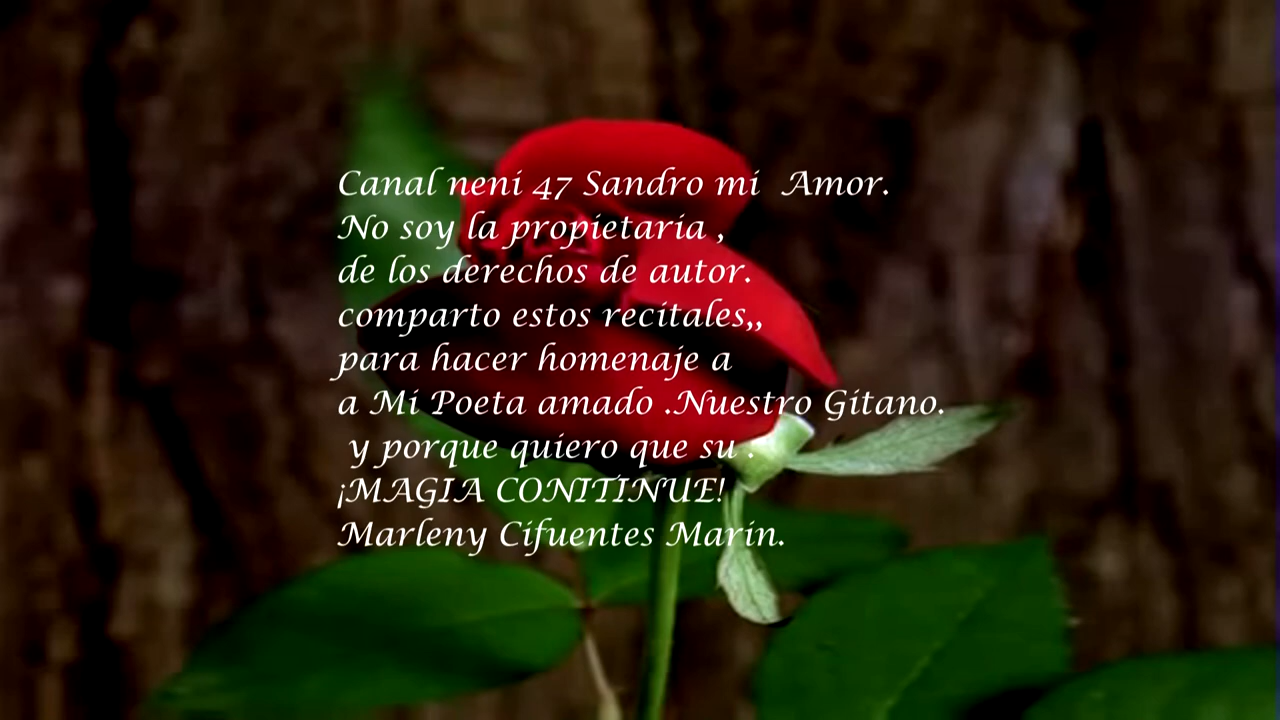 Canal neni 47 Sandro mi Amor.
No soy la propietaria ,
de los derechos de autor.
comparto estos recitales,,
para hacer homenaje a
a Mi Poeta amado .Nuestro Gitano.
y porque quiero que su .
¡MAGIA CONITINUE!
Marleny Cifuentes Marin.